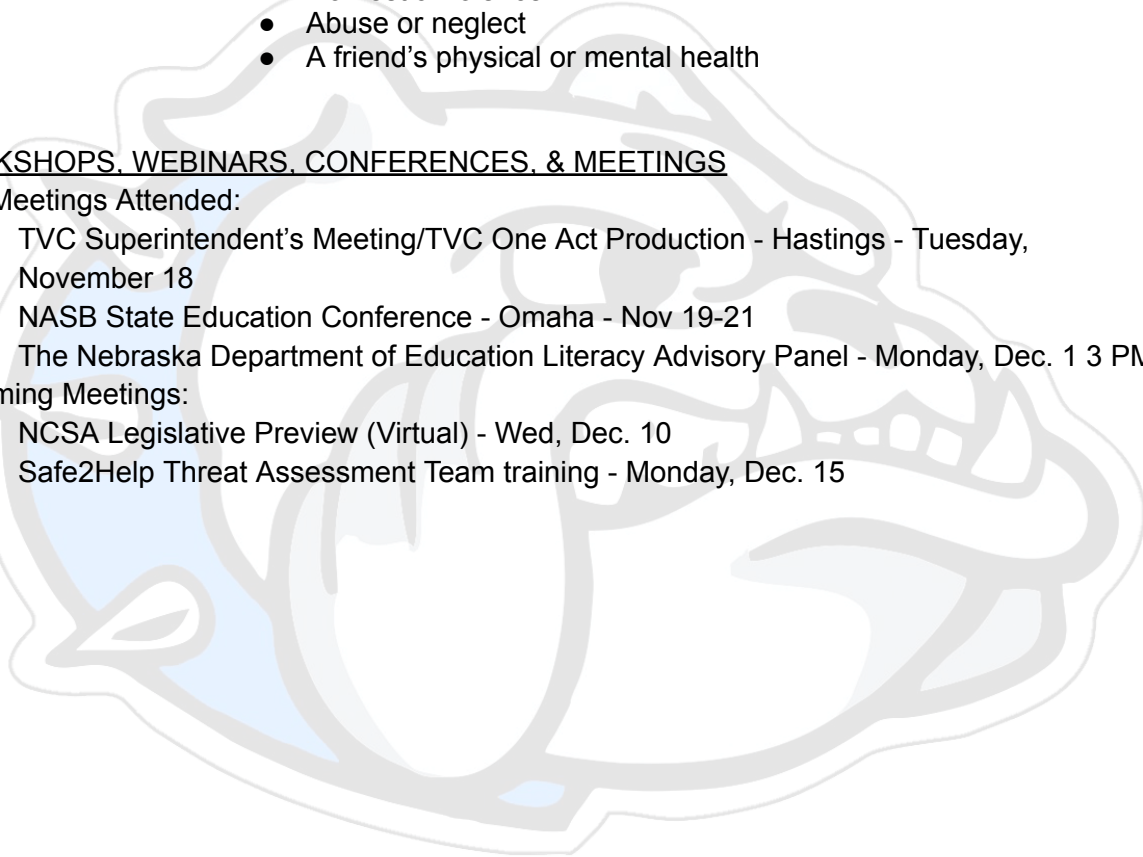 ● Abuse or neglect
● A friend’s physical or mental health
KSHOPS, WEBINARS, CONFERENCES, & MEETINGS
Meetings Attended:
TVC Superintendent’s Meeting/TVC One Act Production - Hastings - Tuesday,
November 18
NASB State Education Conference - Omaha - Nov 19-21
The Nebraska Department of Education Literacy Advisory Panel - Monday, Dec. 1 3 PM
ming Meetings:
NCSA Legislative Preview (Virtual) - Wed, Dec. 10
Safe2Help Threat Assessment Team training - Monday, Dec. 15